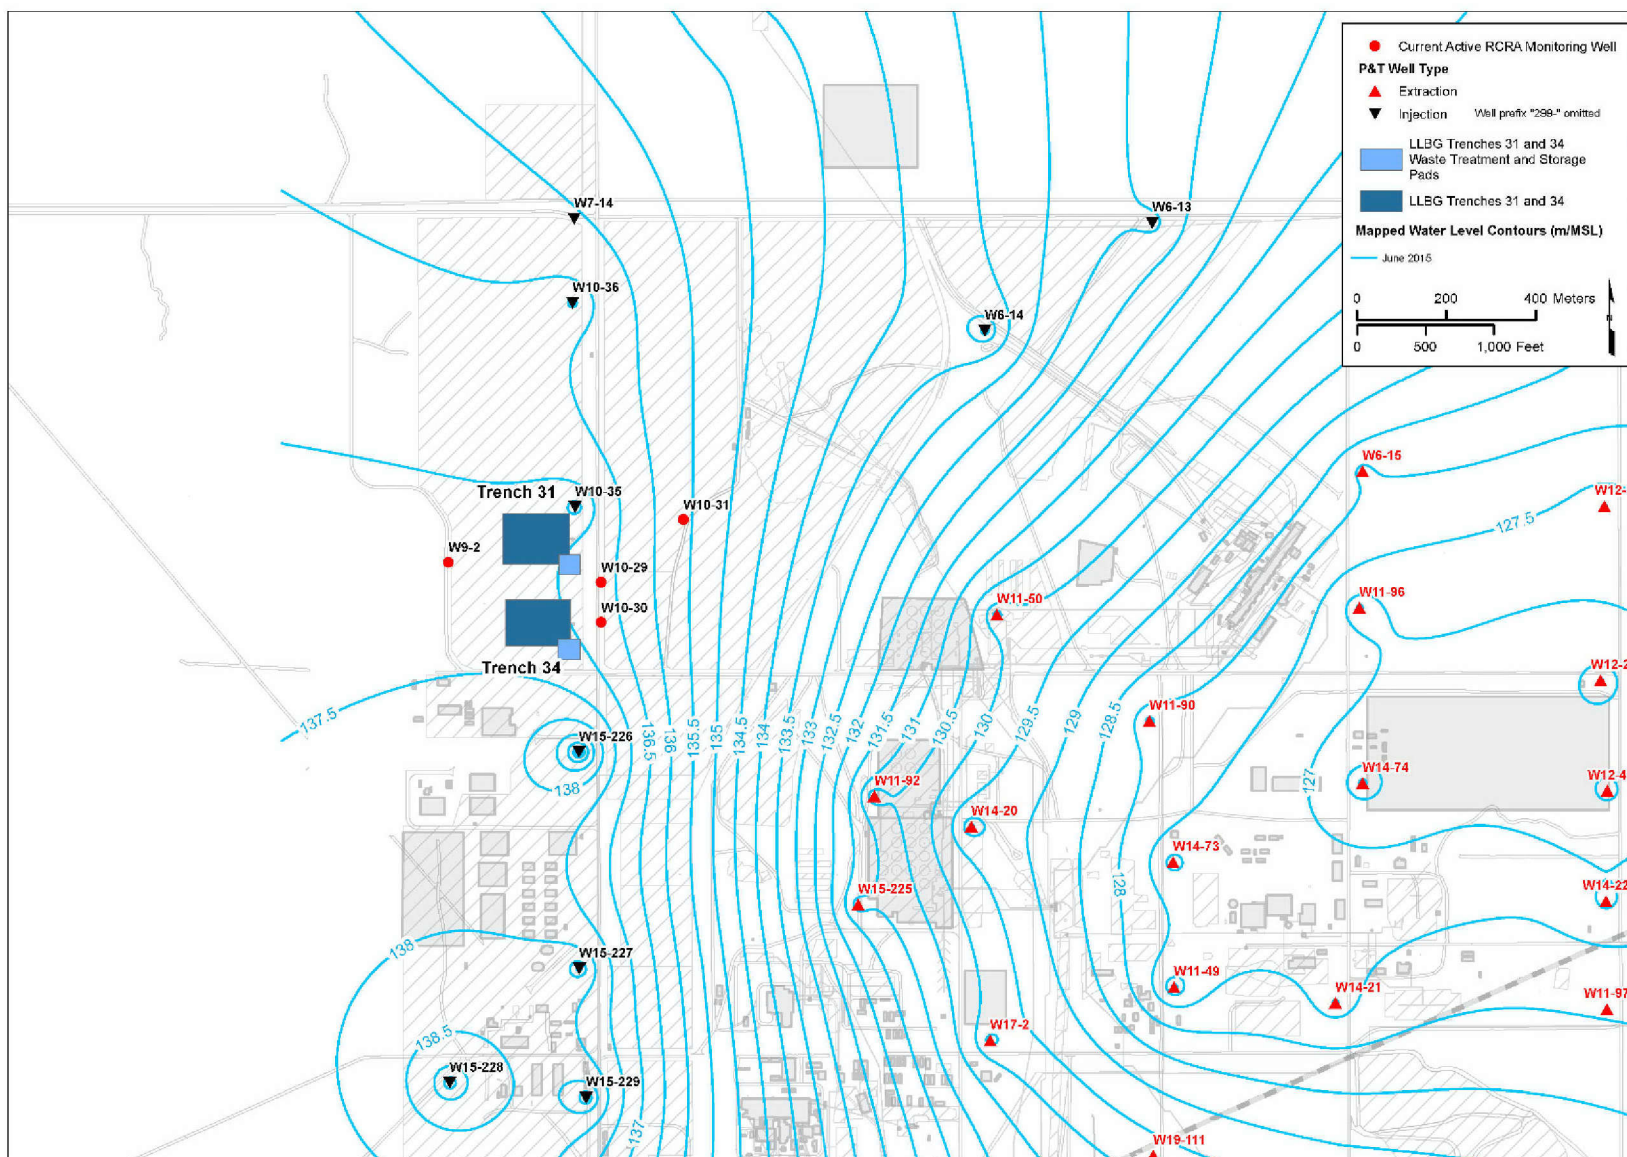 Current Active RCRA Monitoring Well
P&T Well Type
Extraction
Injection Well prefix "299-" omitted
LLBG Trenches 31 and 34
Waste Treatment and Storage
Pads
LLBG Trenches 31 and 34
Mapped Water Level Contours (m/MSL)
June 2015
0 200 400 Meters
0 500 1,000 Feet
W7-14
W6-13
W10-36
W6-14
W6-15
Trench 31
W10-35
W10-31
W12-
127.5
W9-2
W10-29
W10-30
W11-50
W11-96
Trench 34
W12-2
137.5
W11-90
136.5
136
135.5
135
134.5
134
133.5
133
132.5
132
131.5
131
130.5
130
129.5
129
128.5
W15-226
138
W11-92
W14-74
127
W12-4
W14-20
W14-73
128
W15-225
W14-22
138
W15-227
W11-49
W14-21
W11-97
138.5
W17-2
W15-228
W15-229
137
W19-111